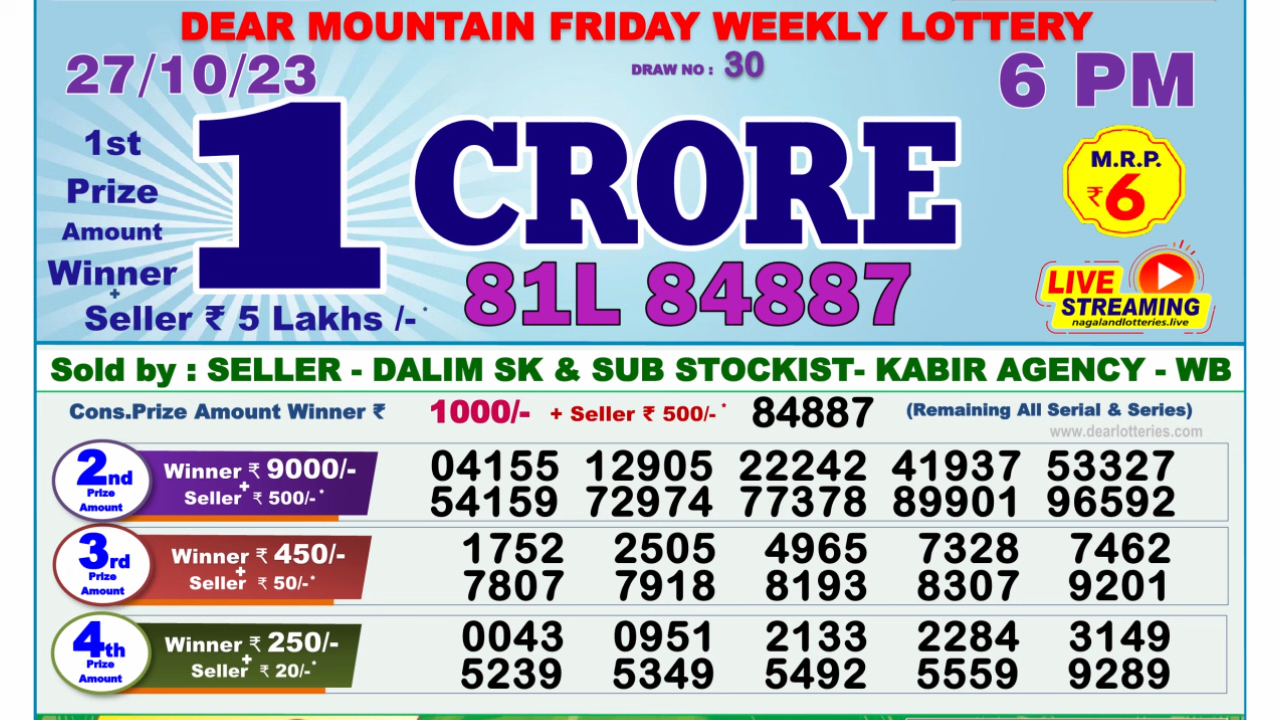 DEAR MOUNTAIN FRIDAY WEEKLY LOTTERY
27/10/23
DRAW NO : 30
6 PM
1st
Prize
Amount
Winner
+
Seller ₹ 5 Lakhs /-*
1 CRORE
81L 84887
M.R.P.
₹6
LIVE
STREAMING
nagalandlotteries.live
Sold by : SELLER - DALIM SK & SUB STOCKIST- KABIR AGENCY - WB
Cons.Prize Amount Winner ₹ 1000/- + Seller ₹ 500/-* 84887 (Remaining All Serial & Series)
www.dearlotteries.com
2nd
Prize
Amount
Winner ₹ 9000/-
+
Seller ₹ 500/-*
04155 12905 22242 41937 53327
54159 72974 77378 89901 96592
3rd
Prize
Amount
Winner ₹ 450/-
+
Seller ₹ 50/-*
1752 2505 4965 7328 7462
7807 7918 8193 8307 9201
4th
Prize
Amount
Winner ₹ 250/-
+
Seller ₹ 20/-*
0043 0951 2133 2284 3149
5239 5349 5492 5559 9289